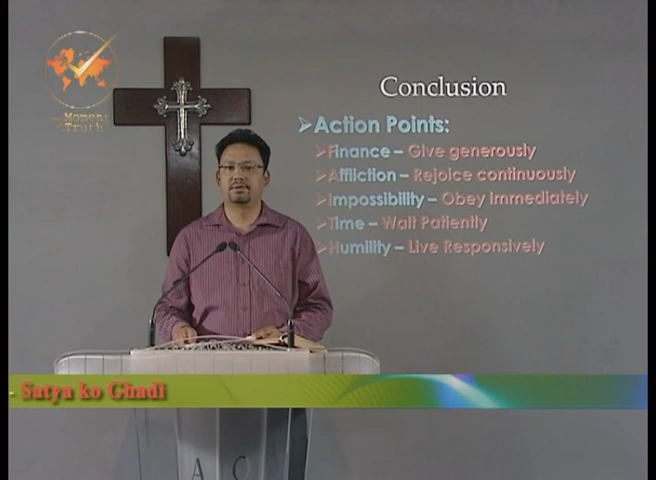 Moment
Truth
Conclusion
➢Action Points:
➢Finance – Give generously
➢Affliction – Rejoice continuously
➢Impossibility – Obey immediately
➢Time – Wait Patiently
➢Humility – Live Responsively
- Satya ko Ghadi
A C